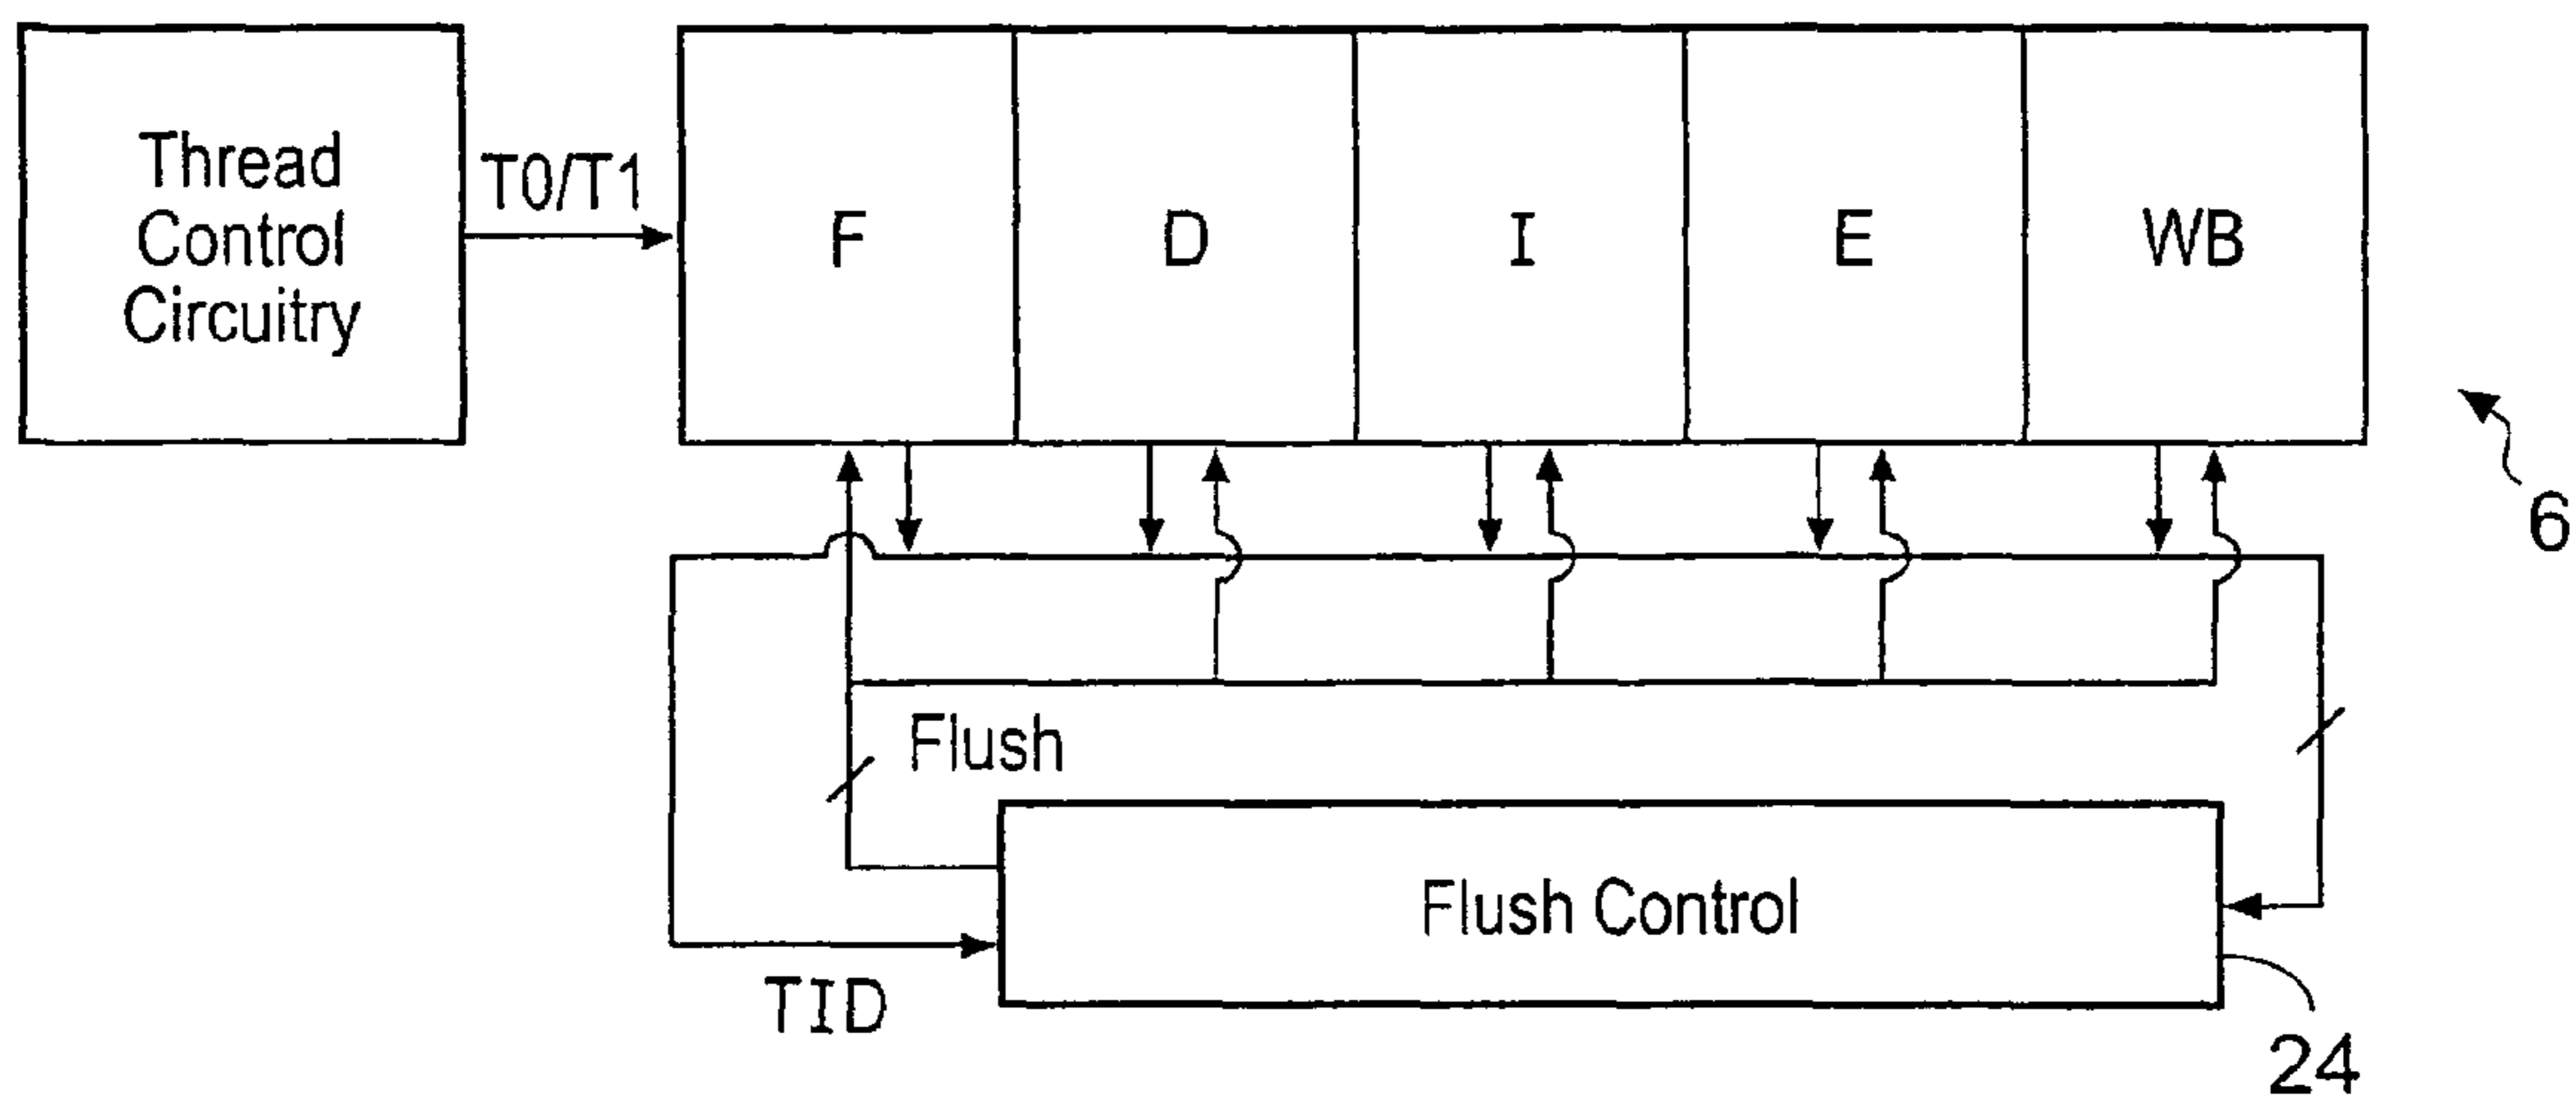 Thread
Control
Circuitry
T0/T1
F
D
I
E
WB
6
Flush
Flush Control
TID
24